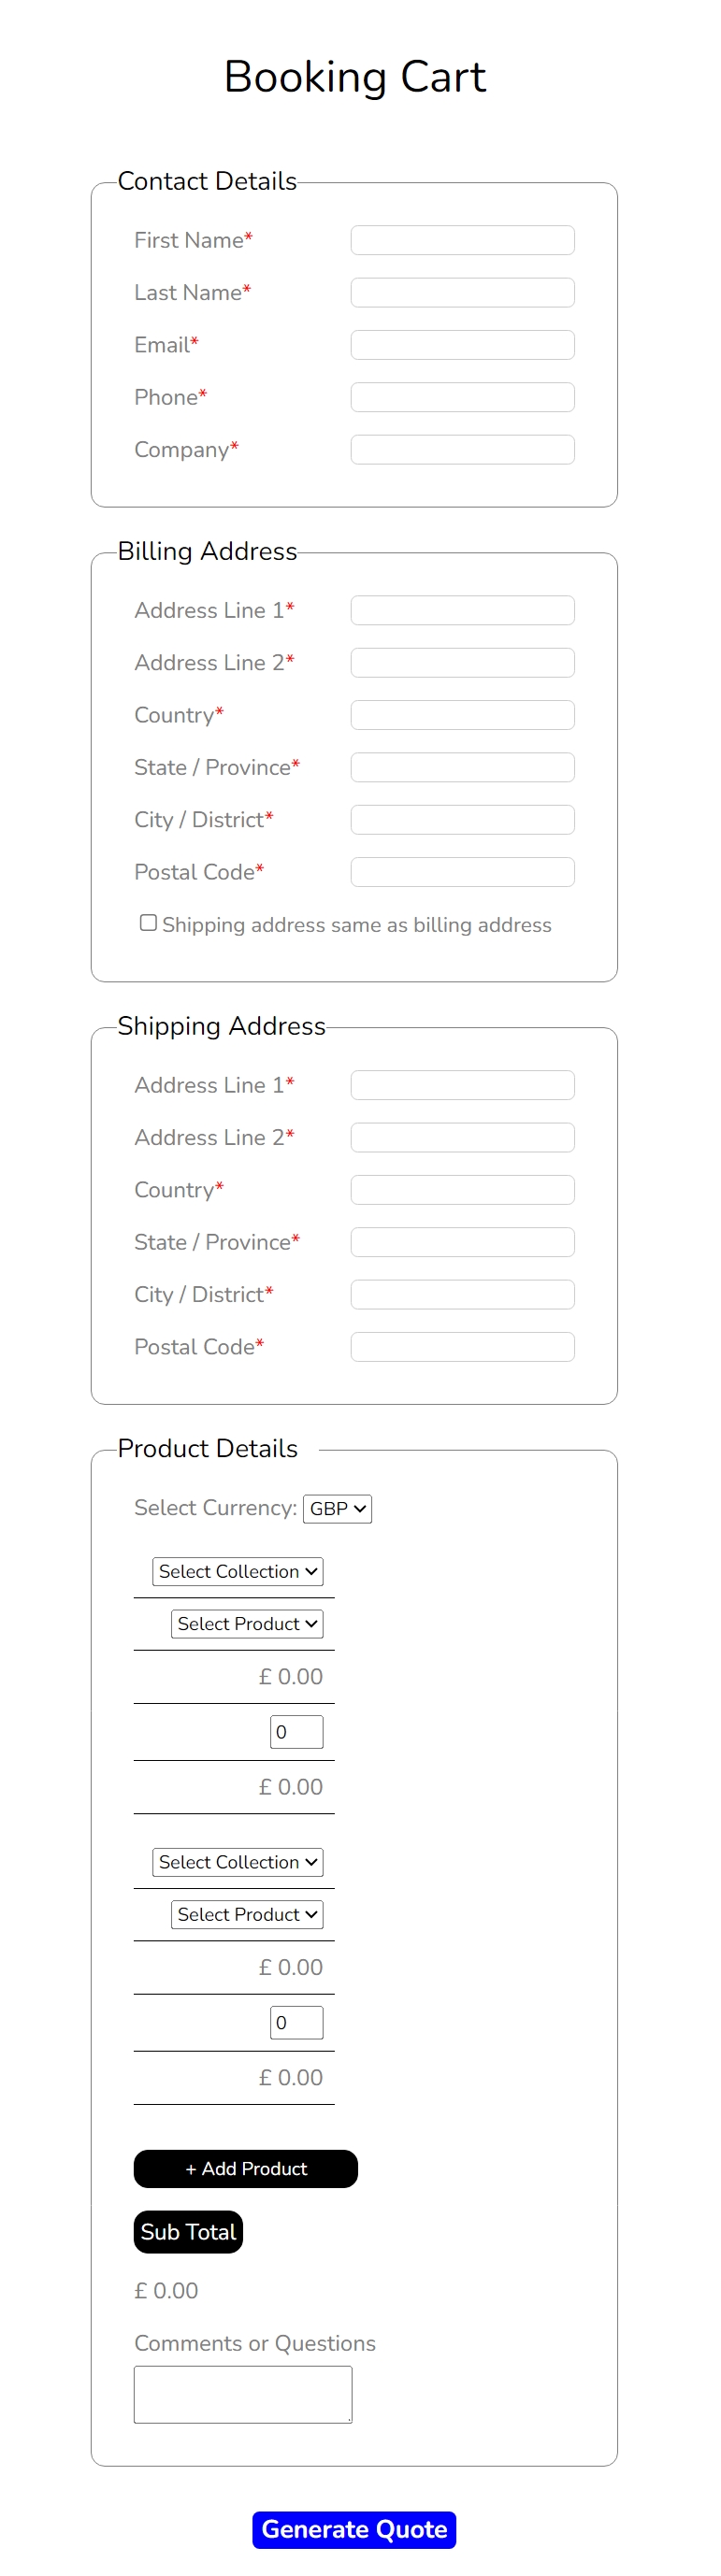 Booking Cart
Contact Details
First Name*
Last Name*
Email*
Phone*
Company*
Billing Address
Address Line 1*
Address Line 2*
Country*
State / Province*
City / District*
Postal Code*
Shipping address same as billing address
Shipping Address
Address Line 1*
Address Line 2*
Country*
State / Province*
City / District*
Postal Code*
Product Details
Select Currency: GBP
Select Collection
Select Product
£ 0.00
0
£ 0.00
Select Collection
Select Product
£ 0.00
0
£ 0.00
+ Add Product
Sub Total
£ 0.00
Comments or Questions
Generate Quote